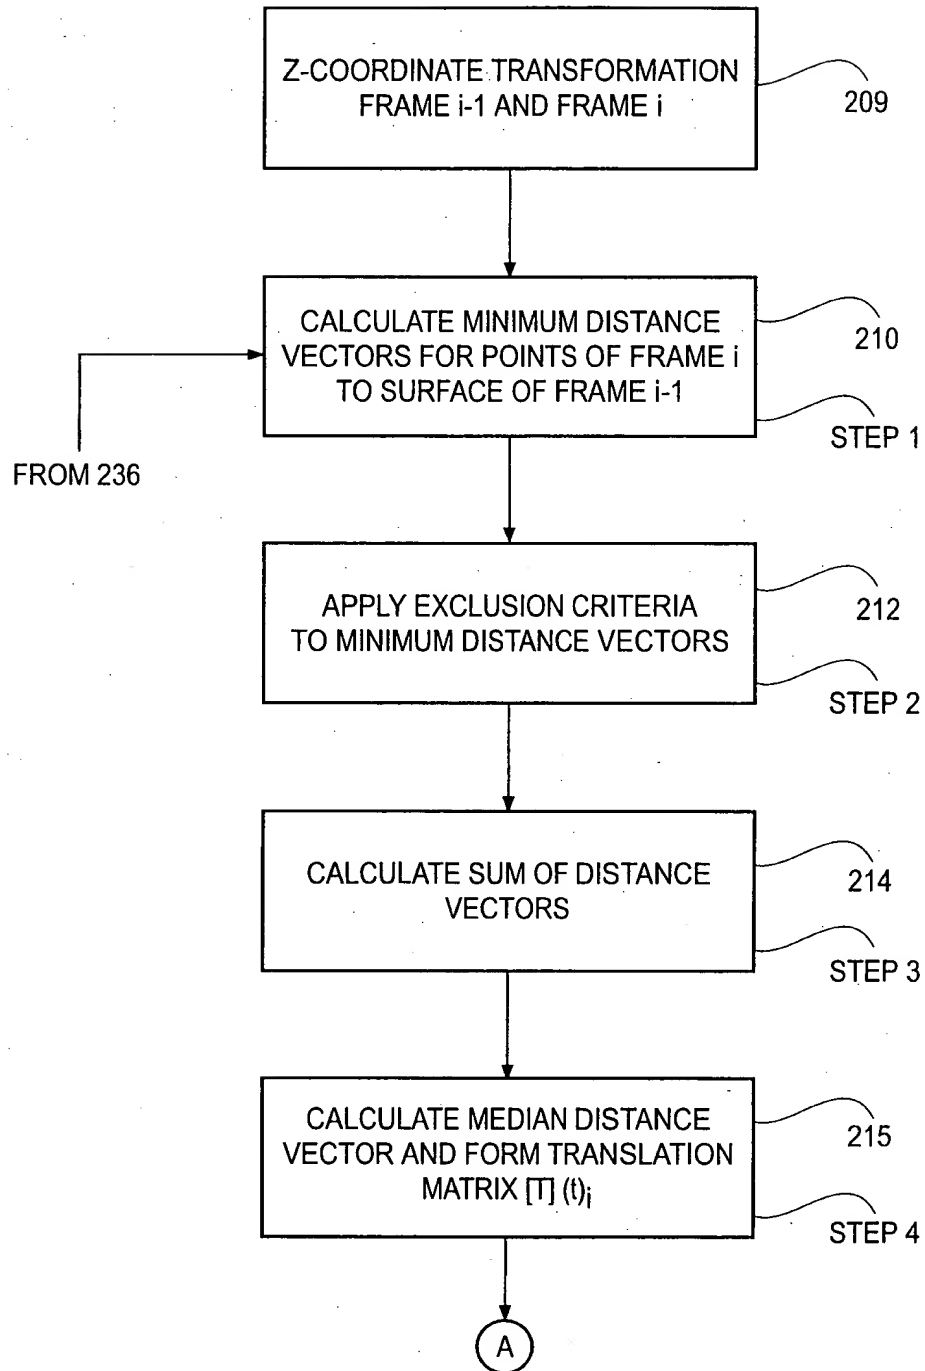 Z-COORDINATE TRANSFORMATION
FRAME i-1 AND FRAME i
209
CALCULATE MINIMUM DISTANCE
VECTORS FOR POINTS OF FRAME i
TO SURFACE OF FRAME i-1
210
STEP 1
FROM 236
APPLY EXCLUSION CRITERIA
TO MINIMUM DISTANCE VECTORS
212
STEP 2
CALCULATE SUM OF DISTANCE
VECTORS
214
STEP 3
CALCULATE MEDIAN DISTANCE
VECTOR AND FORM TRANSLATION
MATRIX [T] (t)i
215
STEP 4
A